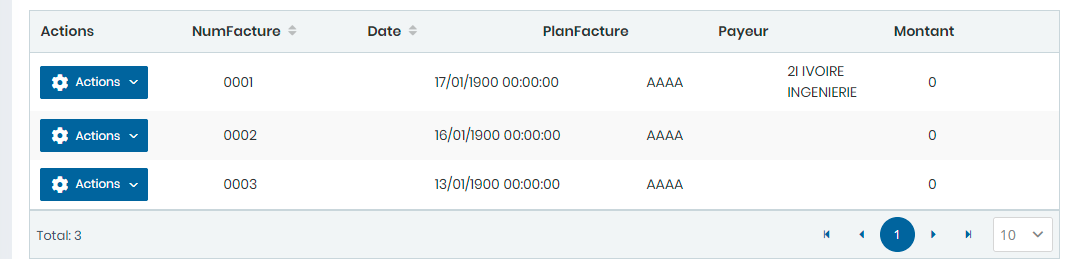 Actions NumFacture Date PlanFacture Payeur Montant
Actions 0001 17/01/1900 00:00:00 AAAA 2I IVOIRE INGENIERIE 0
Actions 0002 16/01/1900 00:00:00 AAAA 0
Actions 0003 13/01/1900 00:00:00 AAAA 0
Total: 3 1 10